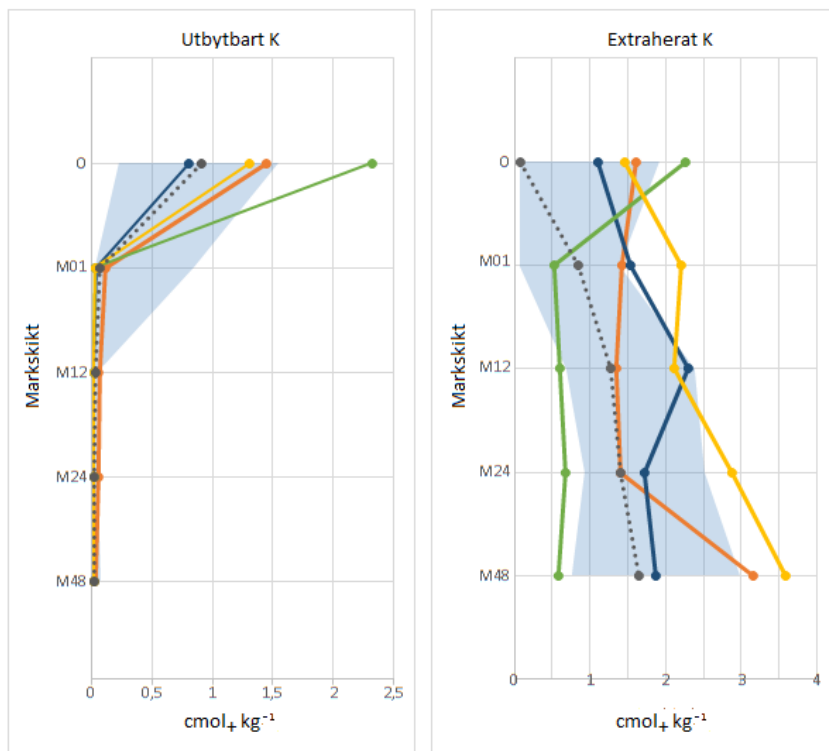 Utbytbart K
Markskikt
O
M01
M12
M24
M48
0 0,5 1 1,5 2 2,5
cmol+ kg-1
Extraherat K
Markskikt
O
M01
M12
M24
M48
0 1 2 3 4
cmol+ kg-1